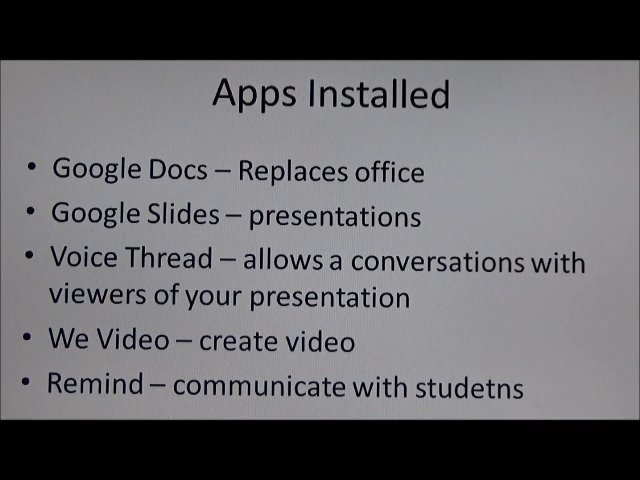 Apps Installed
• Google Docs – Replaces office
• Google Slides – presentations
• Voice Thread – allows a conversations with
viewers of your presentation
• We Video – create video
• Remind – communicate with studetns